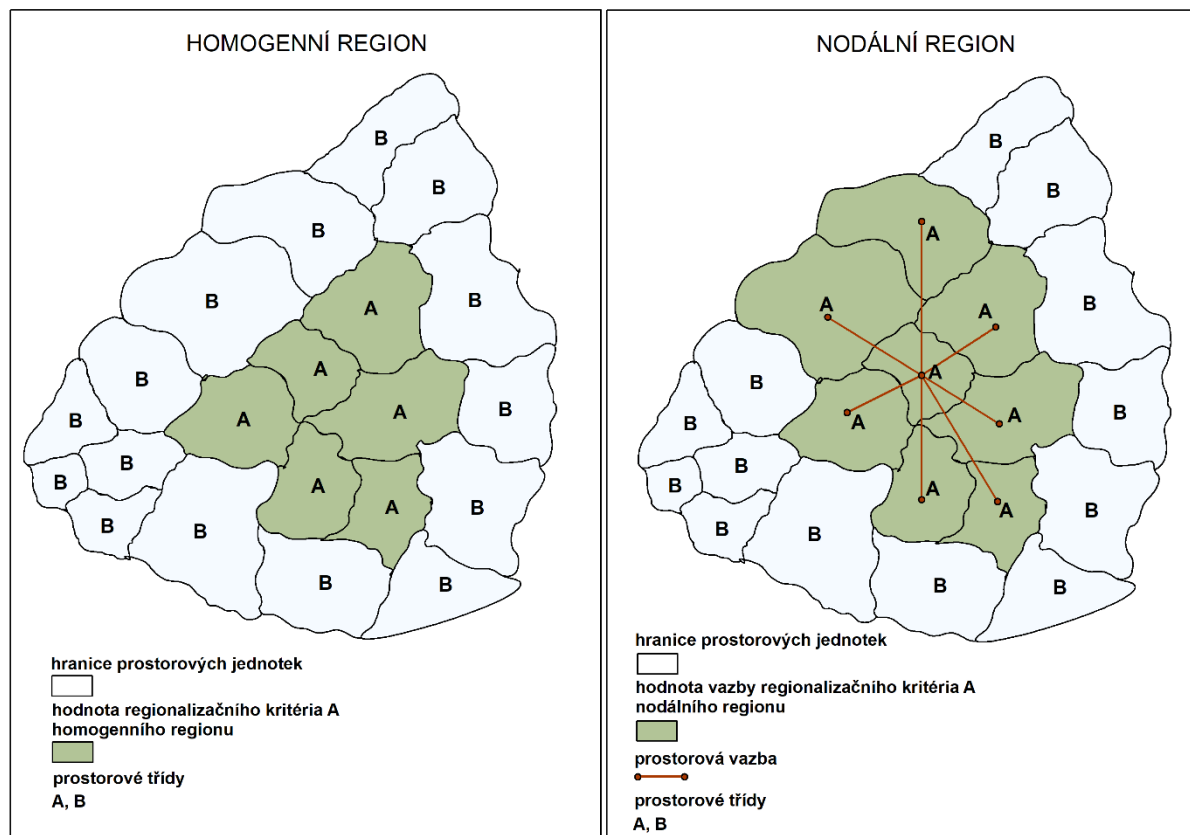 HOMOGENNÍ REGION
B
B
B
B
B
A
B
A
B
A
A
B
B
B
A
B
A
B
B
B
B
B
hranice prostorových jednotek
hodnota regionalizačního kritéria A
homogenního regionu
prostorové třídy
A, B
NODÁLNÍ REGION
B
B
A
B
A
A
B
A
A
B
A
B
B
B
A
A
B
B
B
B
B
hranice prostorových jednotek
hodnota vazby regionalizačního kritéria A
nodálního regionu
prostorová vazba
prostorové třídy
A, B